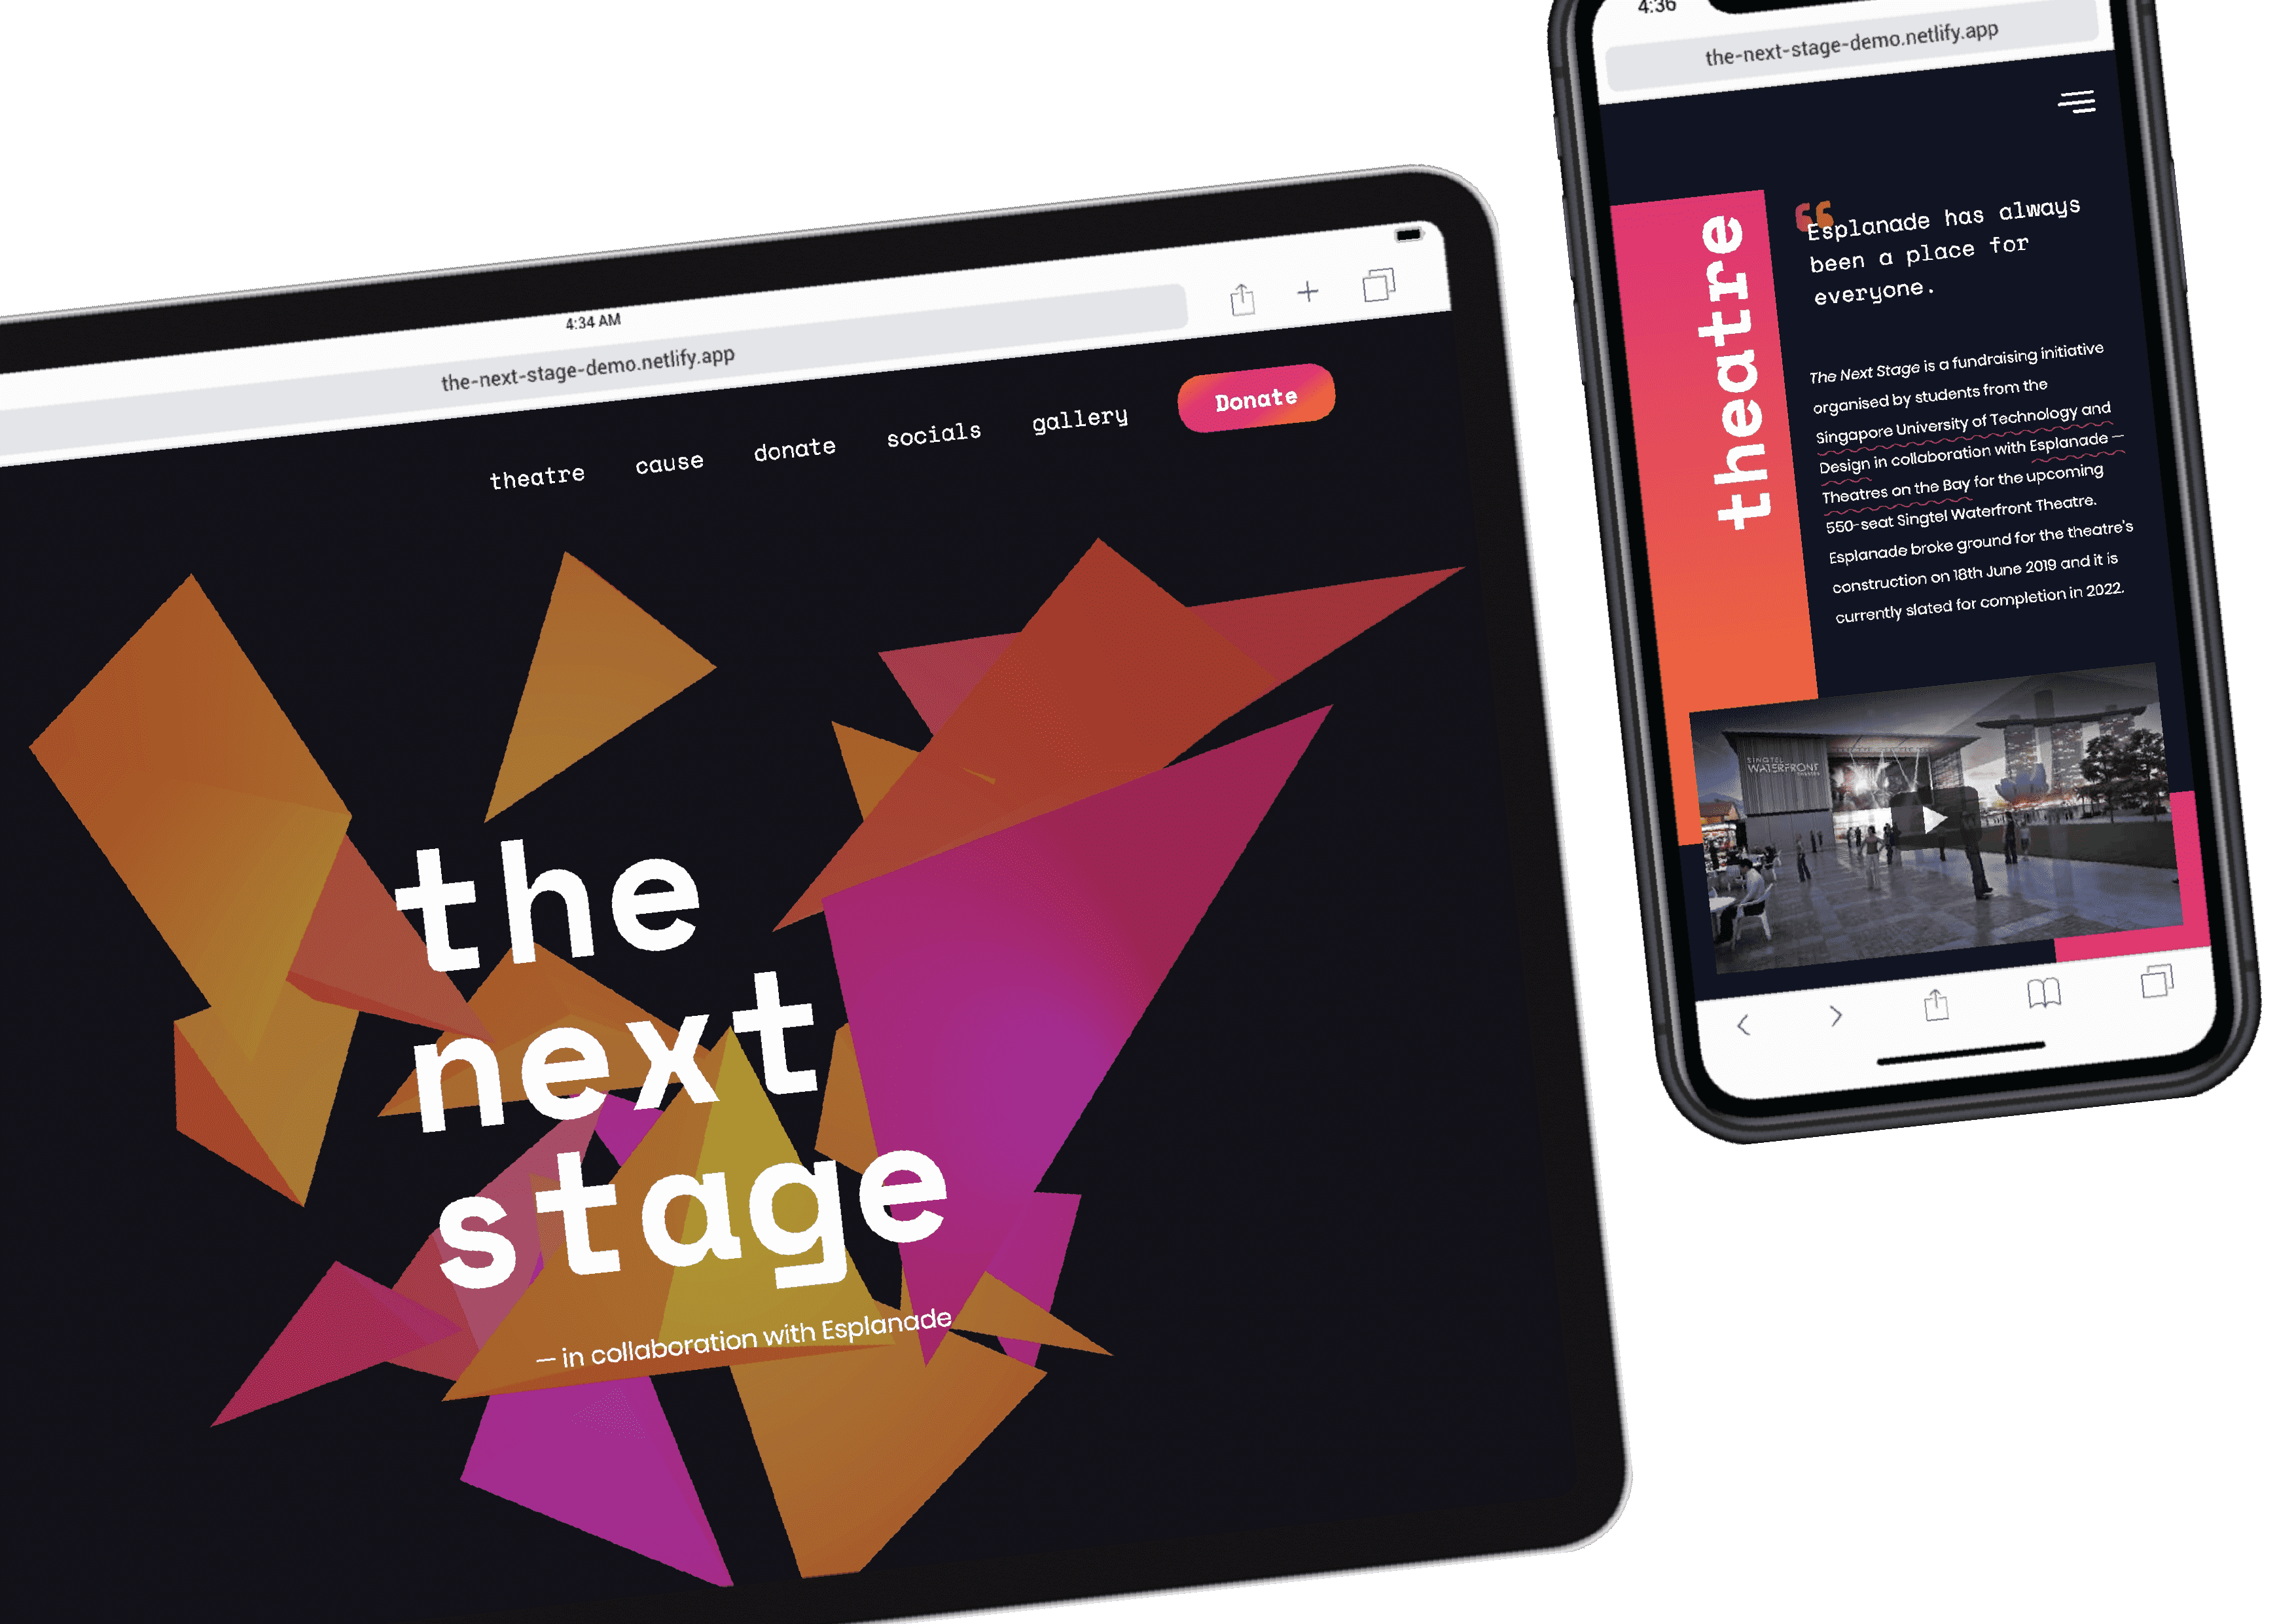 4:34 AM
the-next-stage-demo.netlify.app
theatre cause donate socials gallery Donate
the
next
stage
— in collaboration with Esplanade
4:36
the-next-stage-demo.netlify.app
theatre
“
Esplanade has always
been a place for
everyone.
The Next Stage is a fundraising initiative
organised by students from the
Singapore University of Technology and
Design in collaboration with Esplanade —
Theatres on the Bay for the upcoming
550-seat Singtel Waterfront Theatre.
Esplanade broke ground for the theatre's
construction on 18th June 2019 and it is
currently slated for completion in 2022.
SINGTEL
WATERFRONT
THEATRE